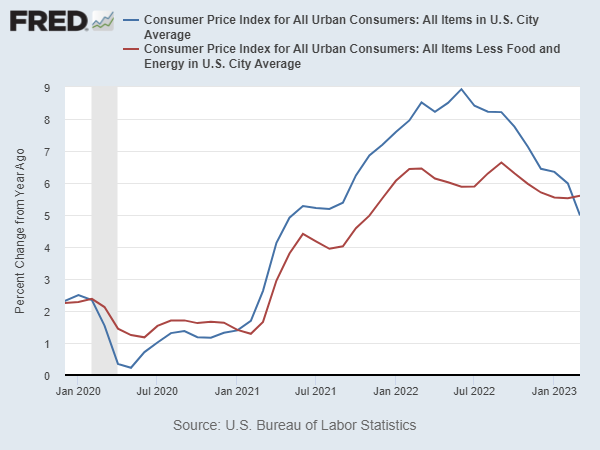 FRED
Consumer Price Index for All Urban Consumers: All Items in U.S. City
Average
Consumer Price Index for All Urban Consumers: All Items Less Food and
Energy in U.S. City Average
Percent Change from Year Ago
9
8
7
6
5
4
3
2
1
0
Jan 2020 Jul 2020 Jan 2021 Jul 2021 Jan 2022 Jul 2022 Jan 2023
Source: U.S. Bureau of Labor Statistics